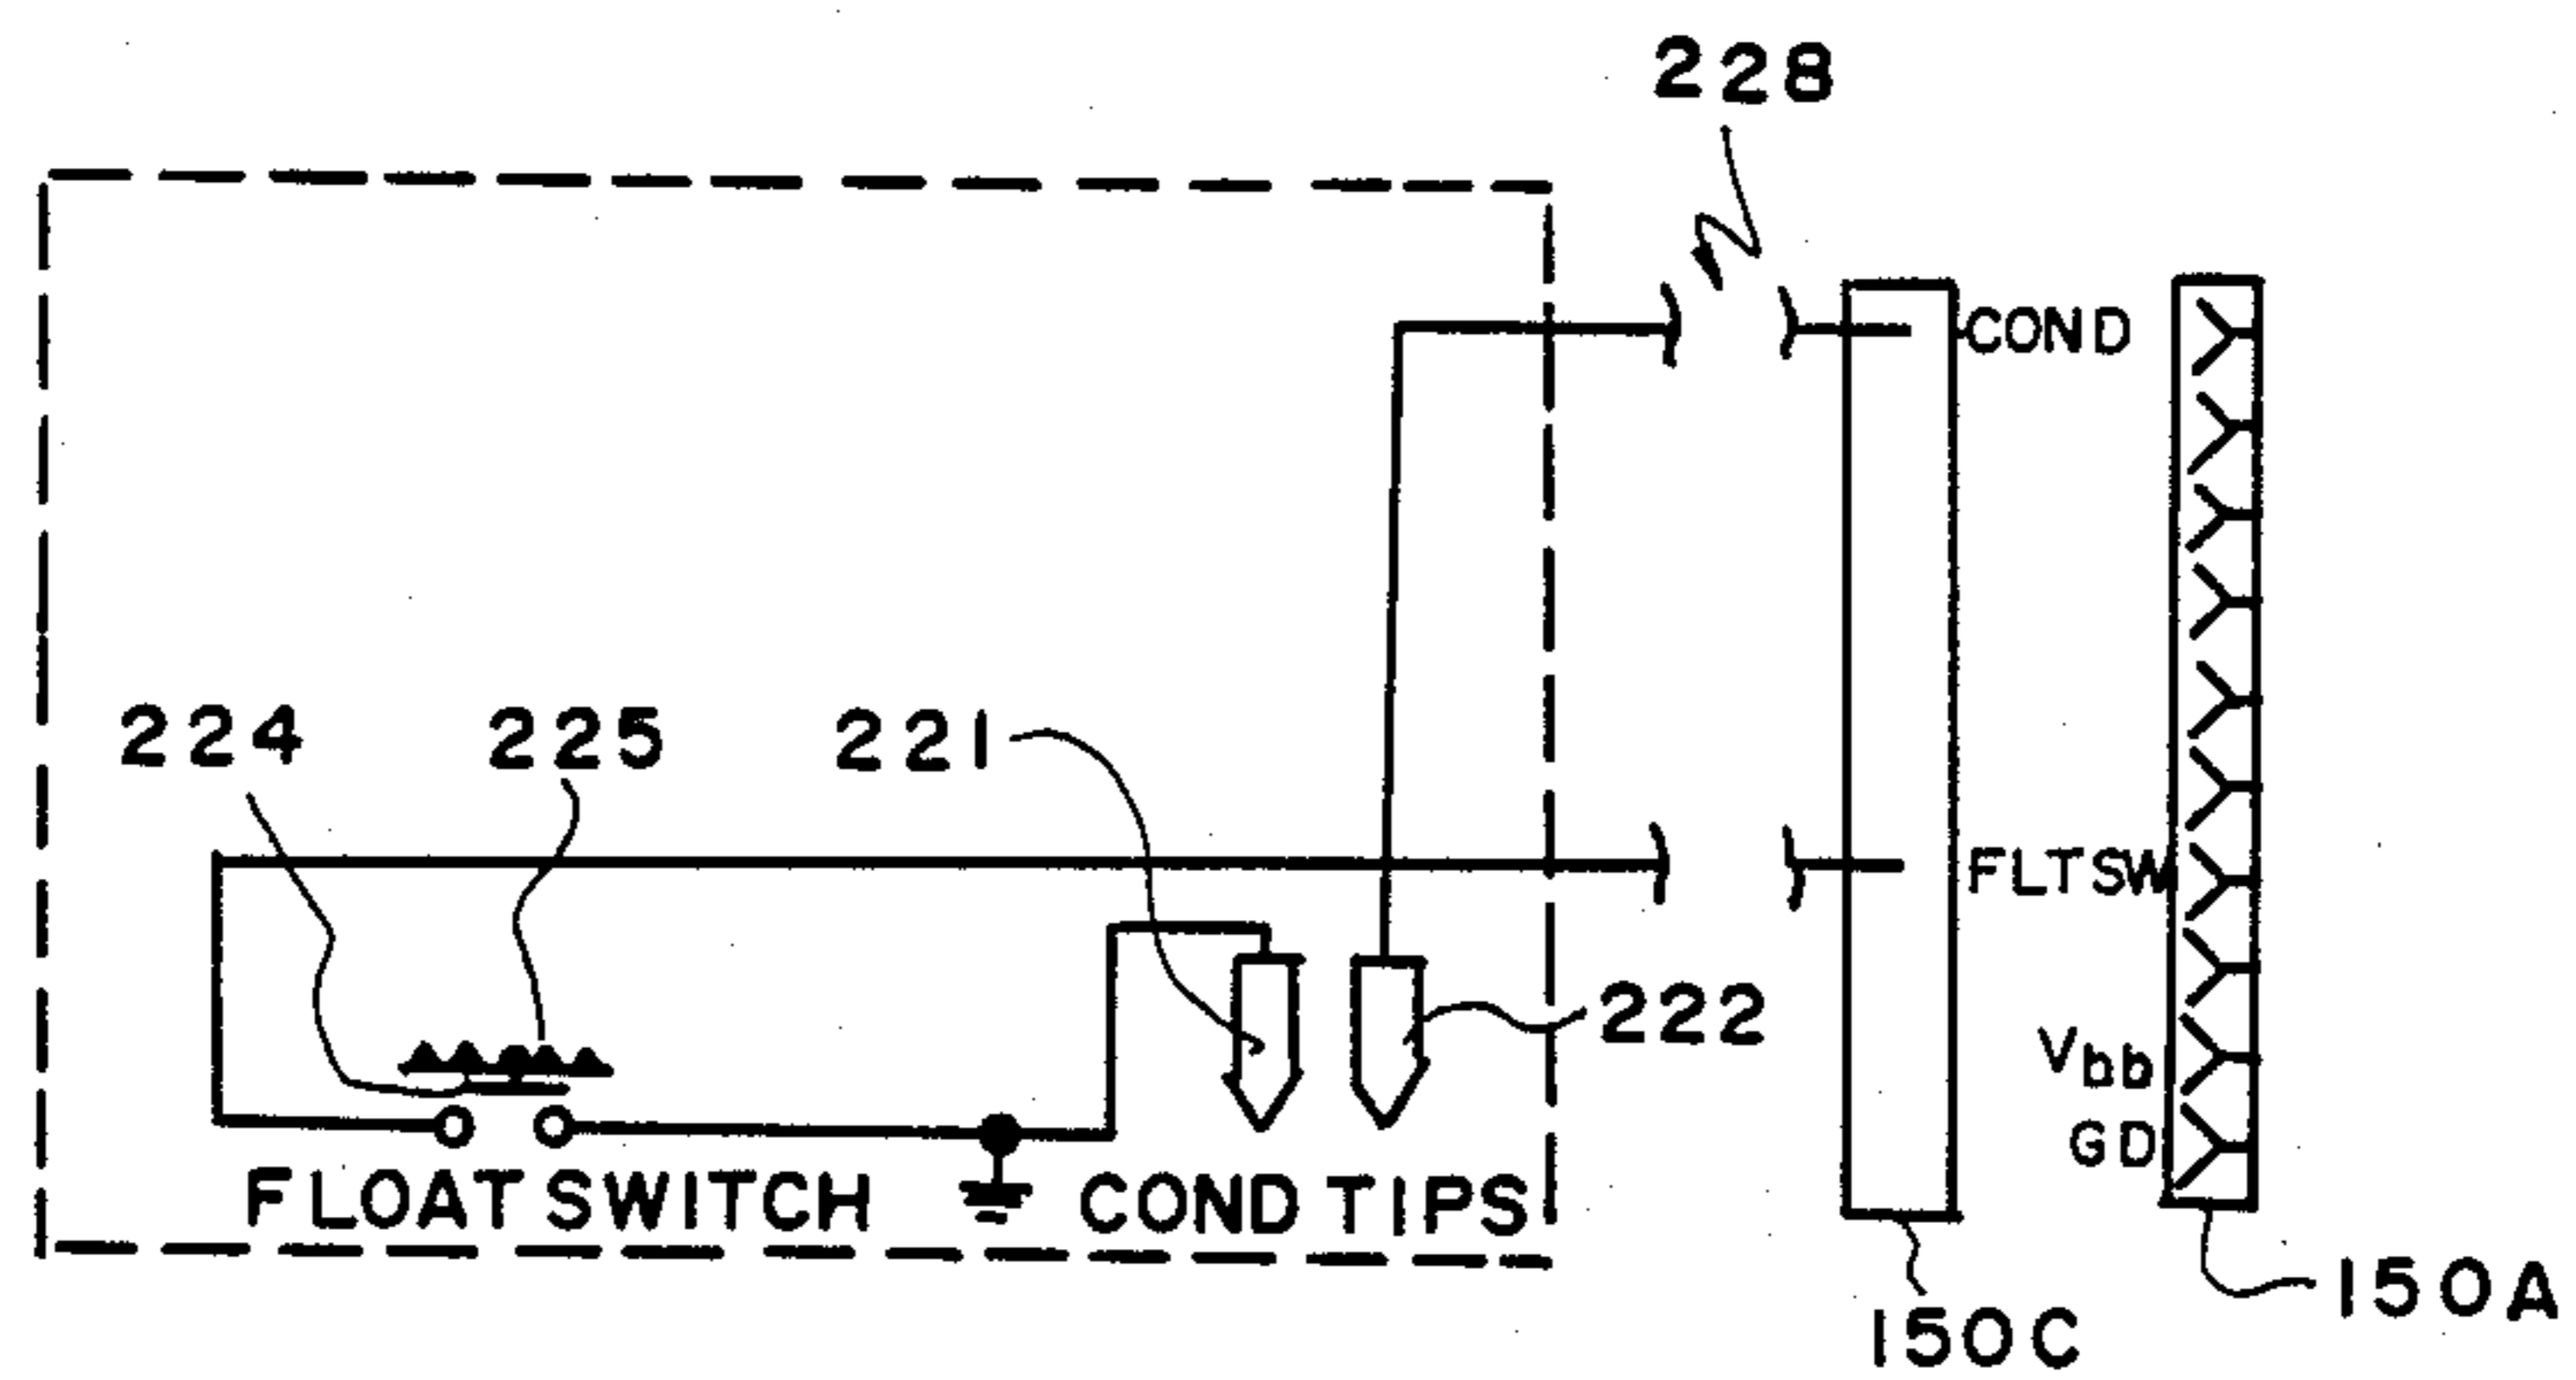 228
COND
224 225 221
FLTSW
222
Vbb
GD
FLOAT SWITCH COND TIPS
150A
150C